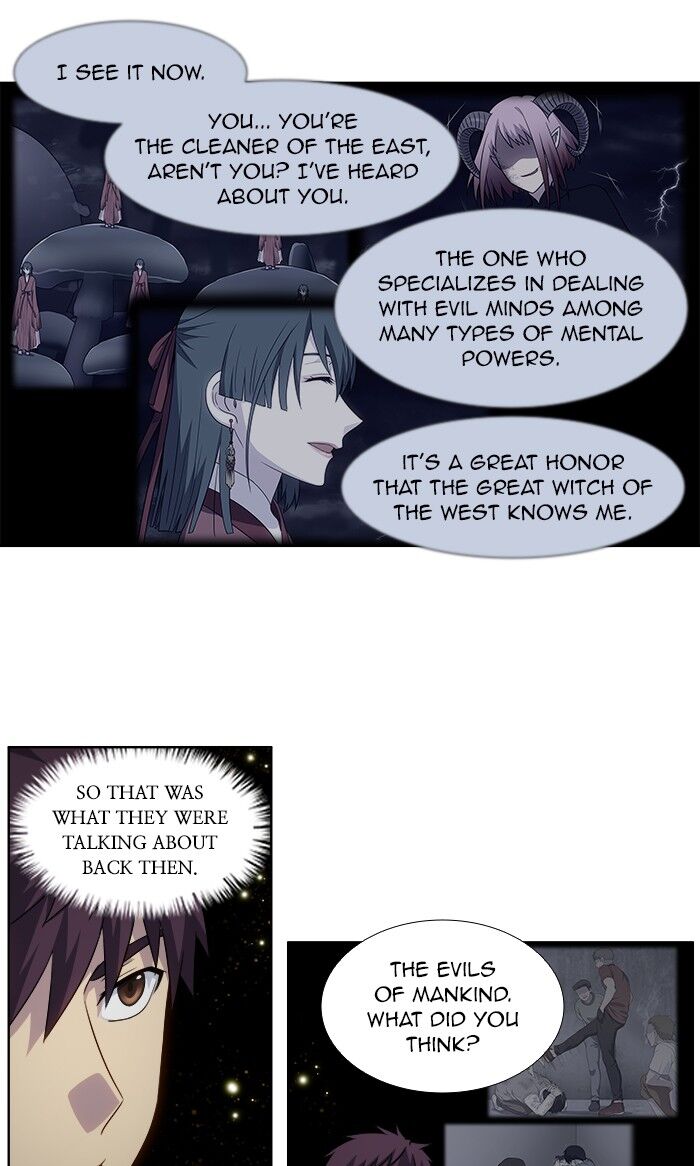 I SEE IT NOW.
YOU... YOU'RE
THE CLEANER OF THE EAST,
AREN'T YOU? I'VE HEARD
ABOUT YOU.
THE ONE WHO
SPECIALIZES IN DEALING
WITH EVIL MINDS AMONG
MANY TYPES OF MENTAL
POWERS.
IT'S A GREAT HONOR
THAT THE GREAT WITCH OF
THE WEST KNOWS ME.
SO THAT WAS
WHAT THEY WERE
TALKING ABOUT
BACK THEN.
THE EVILS
OF MANKIND.
WHAT DID YOU
THINK?